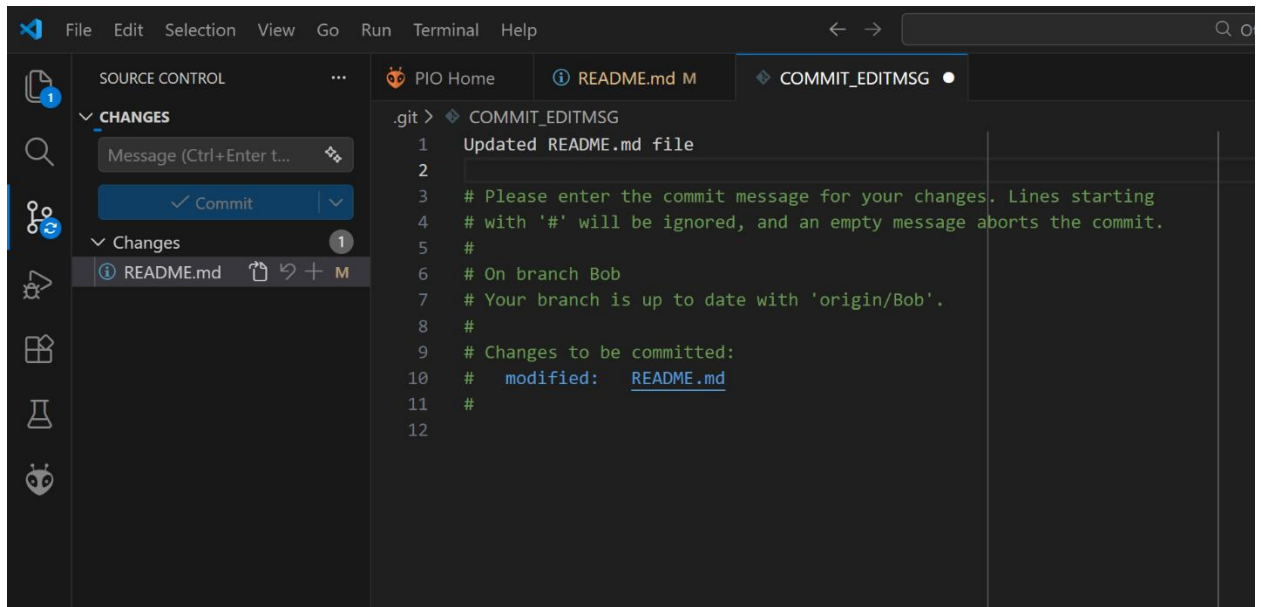 File Edit Selection View Go Run Terminal Help
SOURCE CONTROL ...
CHANGES
Message (Ctrl+Enter t...
Commit
Changes 1
README.md M
1
PIO Home README.md M COMMIT_EDITMSG
.git > COMMIT_EDITMSG
1 Updated README.md file
2
3 # Please enter the commit message for your changes. Lines starting
4 # with '#' will be ignored, and an empty message aborts the commit.
5 #
6 # On branch Bob
7 # Your branch is up to date with 'origin/Bob'.
8 #
9 # Changes to be committed:
10 # modified: README.md
11 #
12